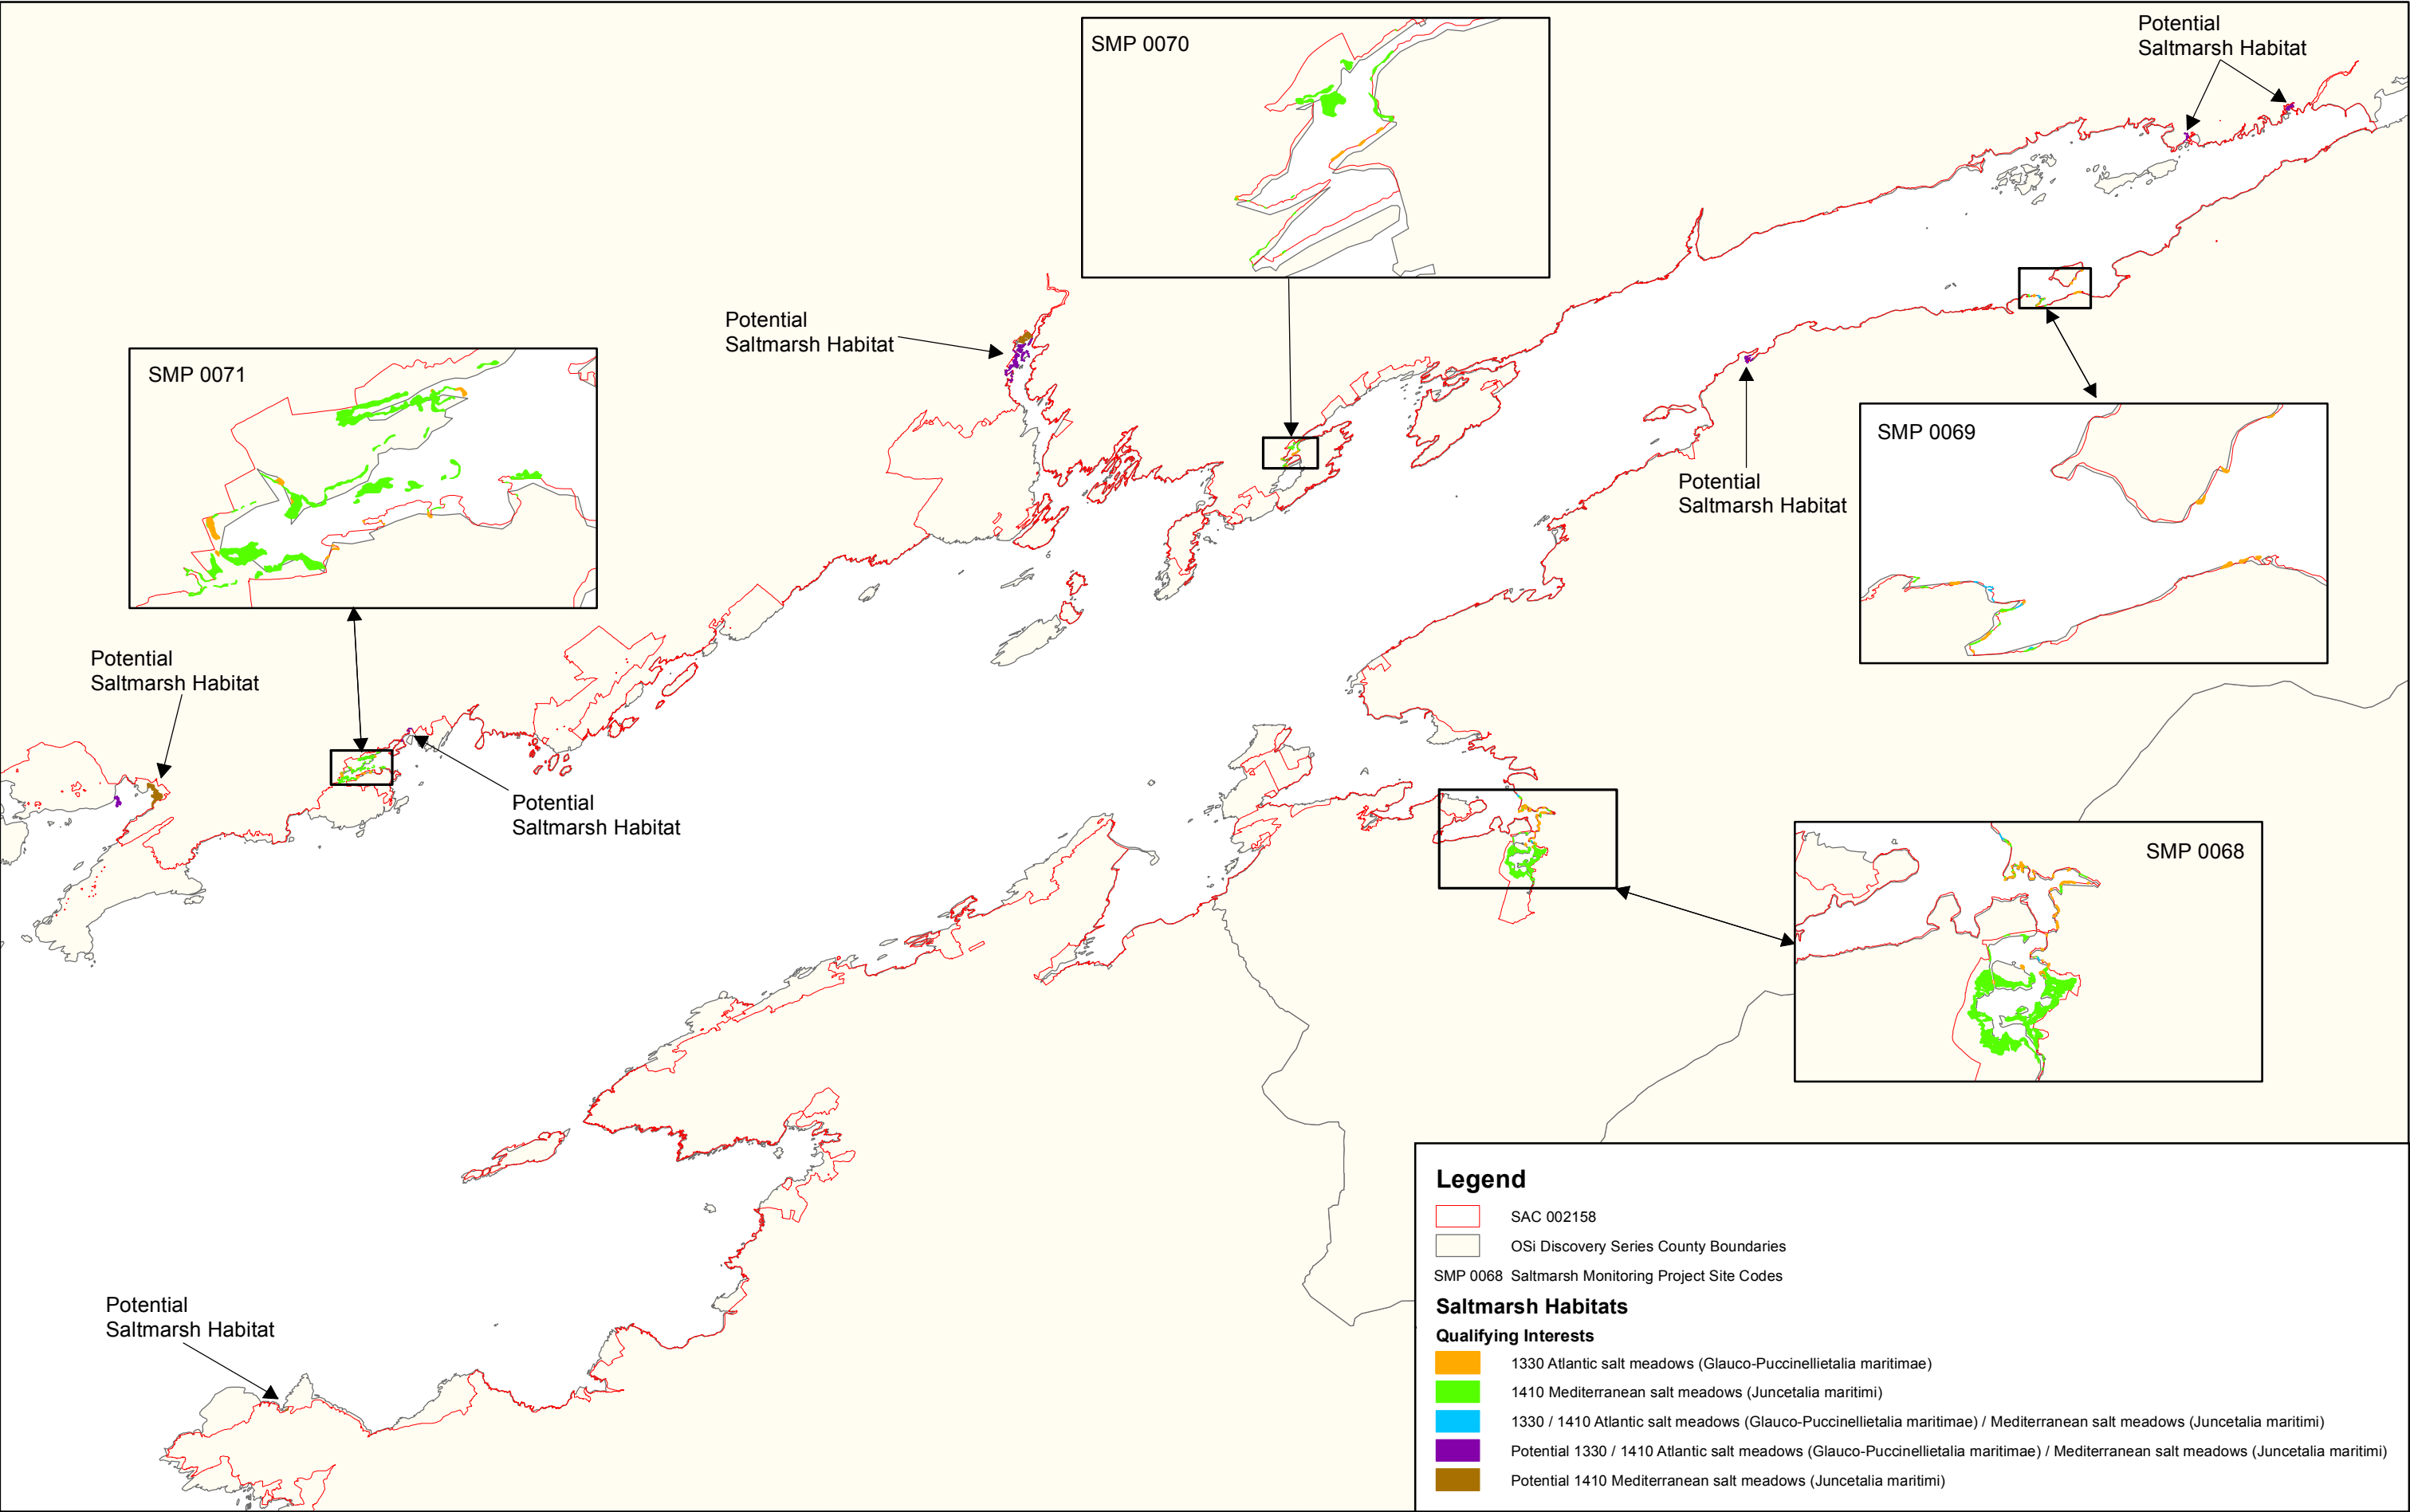 SMP 0070
Potential
Saltmarsh Habitat
Potential
Saltmarsh Habitat
SMP 0071
SMP 0069
Potential
Saltmarsh Habitat
Potential
Saltmarsh Habitat
Potential
Saltmarsh Habitat
SMP 0068
Potential
Saltmarsh Habitat
Legend
SAC 002158
OSi Discovery Series County Boundaries
SMP 0068 Saltmarsh Monitoring Project Site Codes
Saltmarsh Habitats
Qualifying Interests
1330 Atlantic salt meadows (Glauco-Puccinellietalia maritimae)
1410 Mediterranean salt meadows (Juncetalia maritimi)
1330 / 1410 Atlantic salt meadows (Glauco-Puccinellietalia maritimae) / Mediterranean salt meadows (Juncetalia maritimi)
Potential 1330 / 1410 Atlantic salt meadows (Glauco-Puccinellietalia maritimae) / Mediterranean salt meadows (Juncetalia maritimi)
Potential 1410 Mediterranean salt meadows (Juncetalia maritimi)